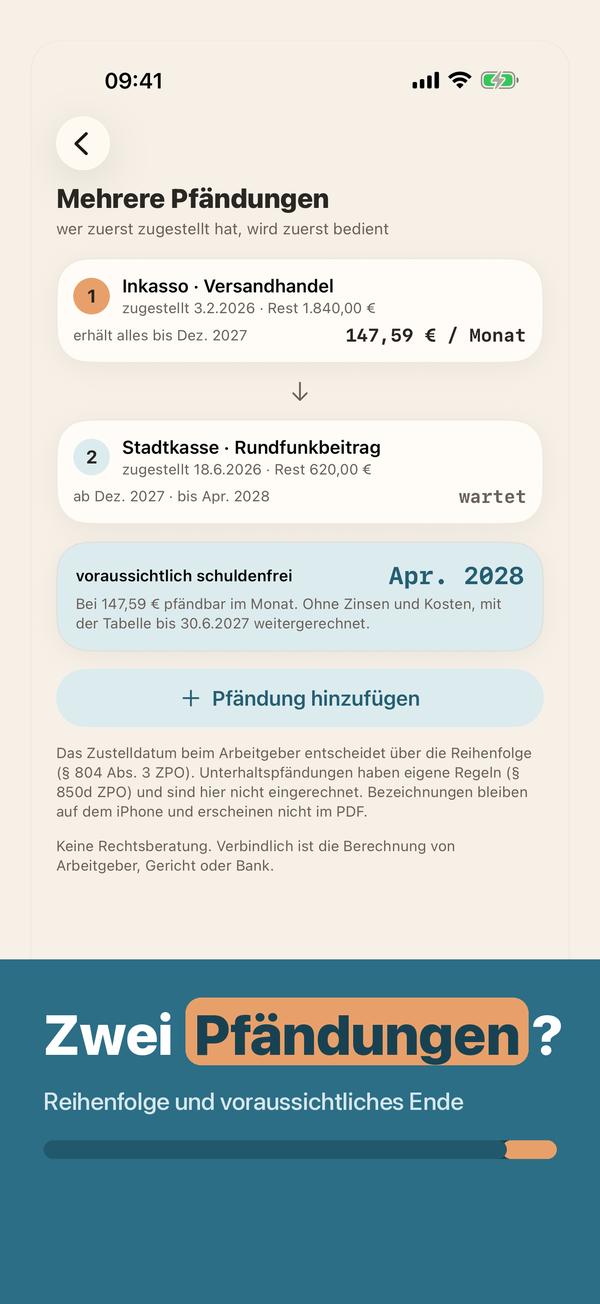 09:41
Mehrere Pfändungen
wer zuerst zugestellt hat, wird zuerst bedient
1
Inkasso · Versandhandel
zugestellt 3.2.2026 · Rest 1.840,00 €
erhält alles bis Dez. 2027
147,59 € / Monat
↓
2
Stadtkasse · Rundfunkbeitrag
zugestellt 18.6.2026 · Rest 620,00 €
ab Dez. 2027 · bis Apr. 2028
wartet
voraussichtlich schuldenfrei
Apr. 2028
Bei 147,59 € pfändbar im Monat. Ohne Zinsen und Kosten, mit
der Tabelle bis 30.6.2027 weitergerechnet.
+ Pfändung hinzufügen
Das Zustelldatum beim Arbeitgeber entscheidet über die Reihenfolge
(§ 804 Abs. 3 ZPO). Unterhaltspfändungen haben eigene Regeln (§
850d ZPO) und sind hier nicht eingerechnet. Bezeichnungen bleiben
auf dem iPhone und erscheinen nicht im PDF.
Keine Rechtsberatung. Verbindlich ist die Berechnung von
Arbeitgeber, Gericht oder Bank.
Zwei Pfändungen?
Reihenfolge und voraussichtliches Ende